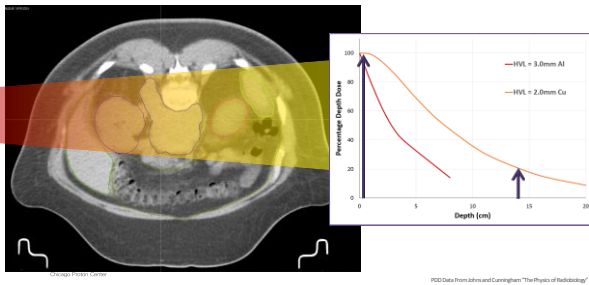 100
80
60
40
20
0
Percentage Depth Dose
HVL = 3.0mm Al
HVL = 2.0mm Cu
0
5
10
15
20
Depth (cm)
Chicago Proton Center
PDD Data From Johns and Cunningham "The Physics of Radiobiology"